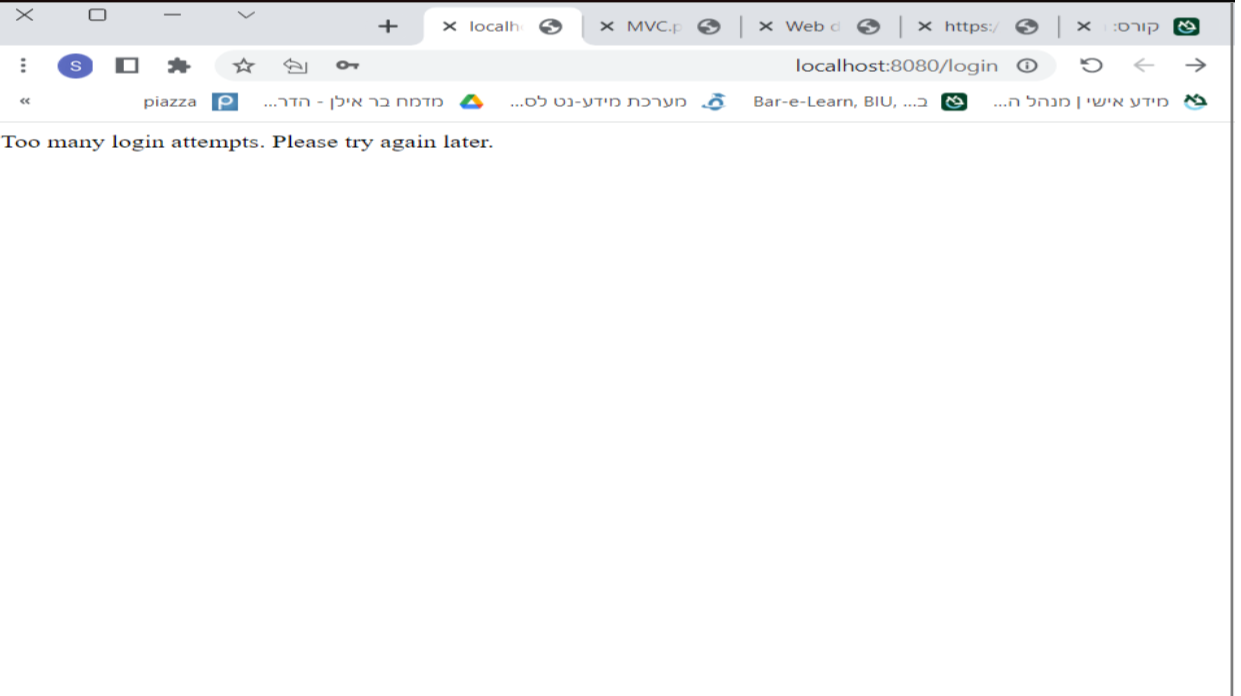 localh
MVC.p
Web d
https:/
קורס:
S
localhost:8080/login
מידע אישי | מנהל ה...
Bar-e-Learn, BIU, ...ב
מערכת מידע-נט לס...
מדמח בר אילן - הדר...
piazza
Too many login attempts. Please try again later.